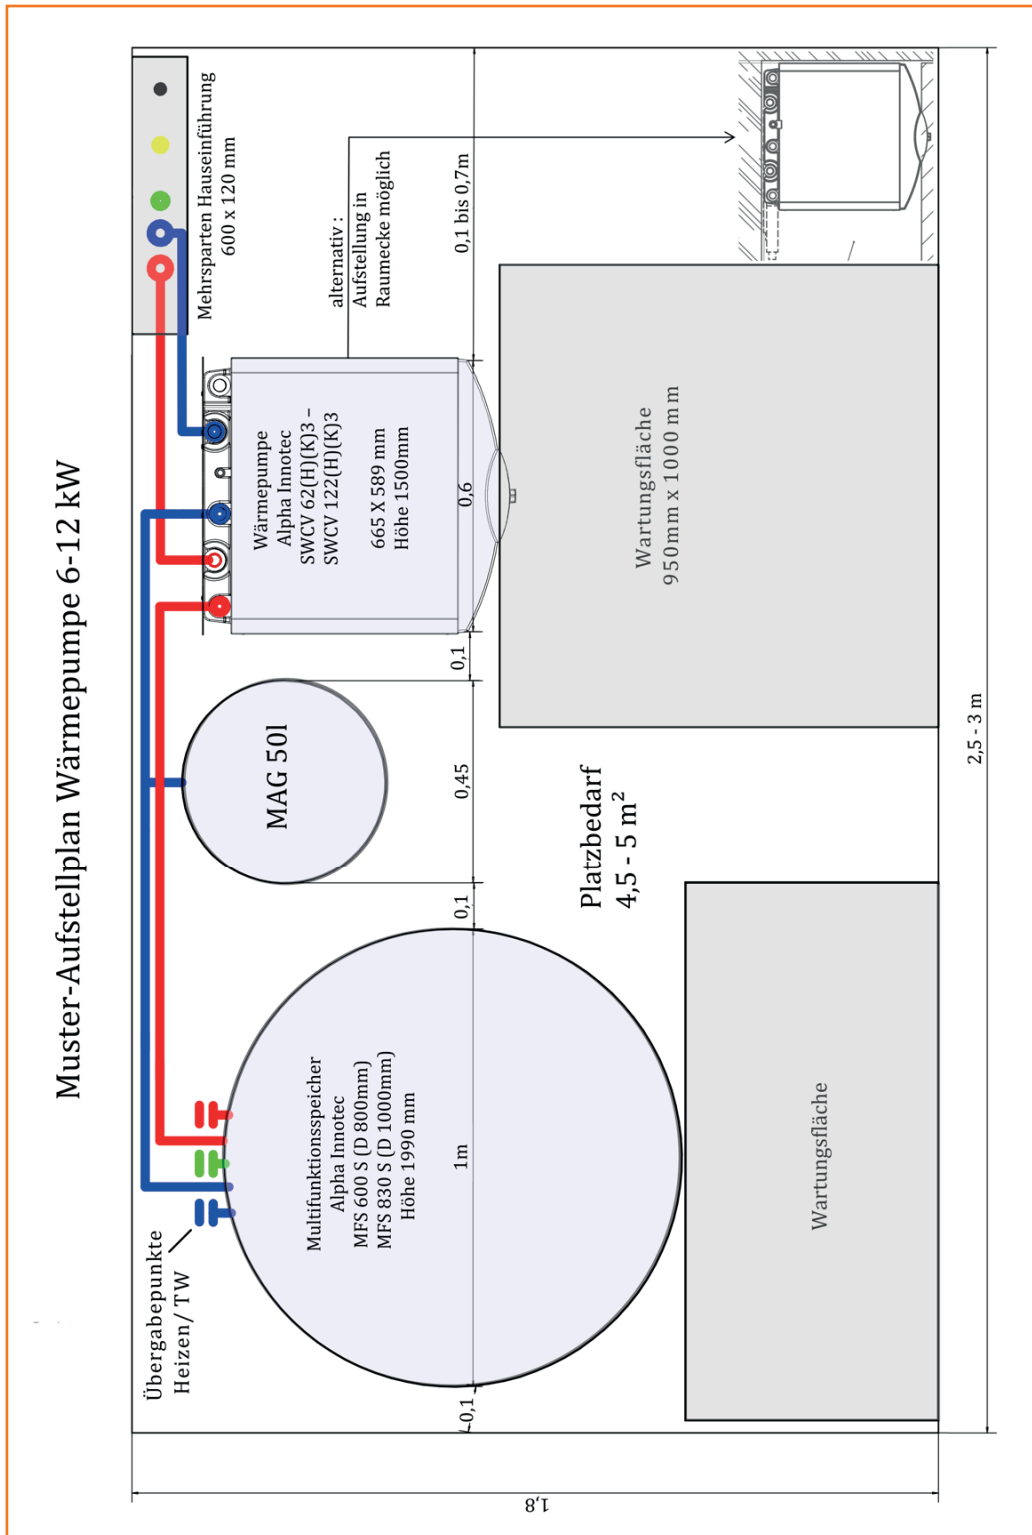 Muster-Aufstellplan Wärmepumpe 6-12 kW
Übergabepunkte
Heizen/ TW
Mehrsparten Hauseinführung
600 x 120 mm
alternativ :
Aufstellung in
Raumecke möglich
Multifunktionsspeicher
Alpha Innotec
MFS 600 S (D 800mm)
MFS 830 S (D 1000mm)
Höhe 1990 mm
MAG 50l
Wärmepumpe
Alpha Innotec
SWCV 62(H)(K)3 –
SWCV 122(H)(K)3
665 X 589 mm
Höhe 1500mm
0,1
1m
0,1
0,45
0,1
0,6
0,1 bis 0,7m
Platzbedarf
4,5 - 5 m²
Wartungsfläche
Wartungsfläche
950mm x 1000 mm
2,5 - 3 m
1,8